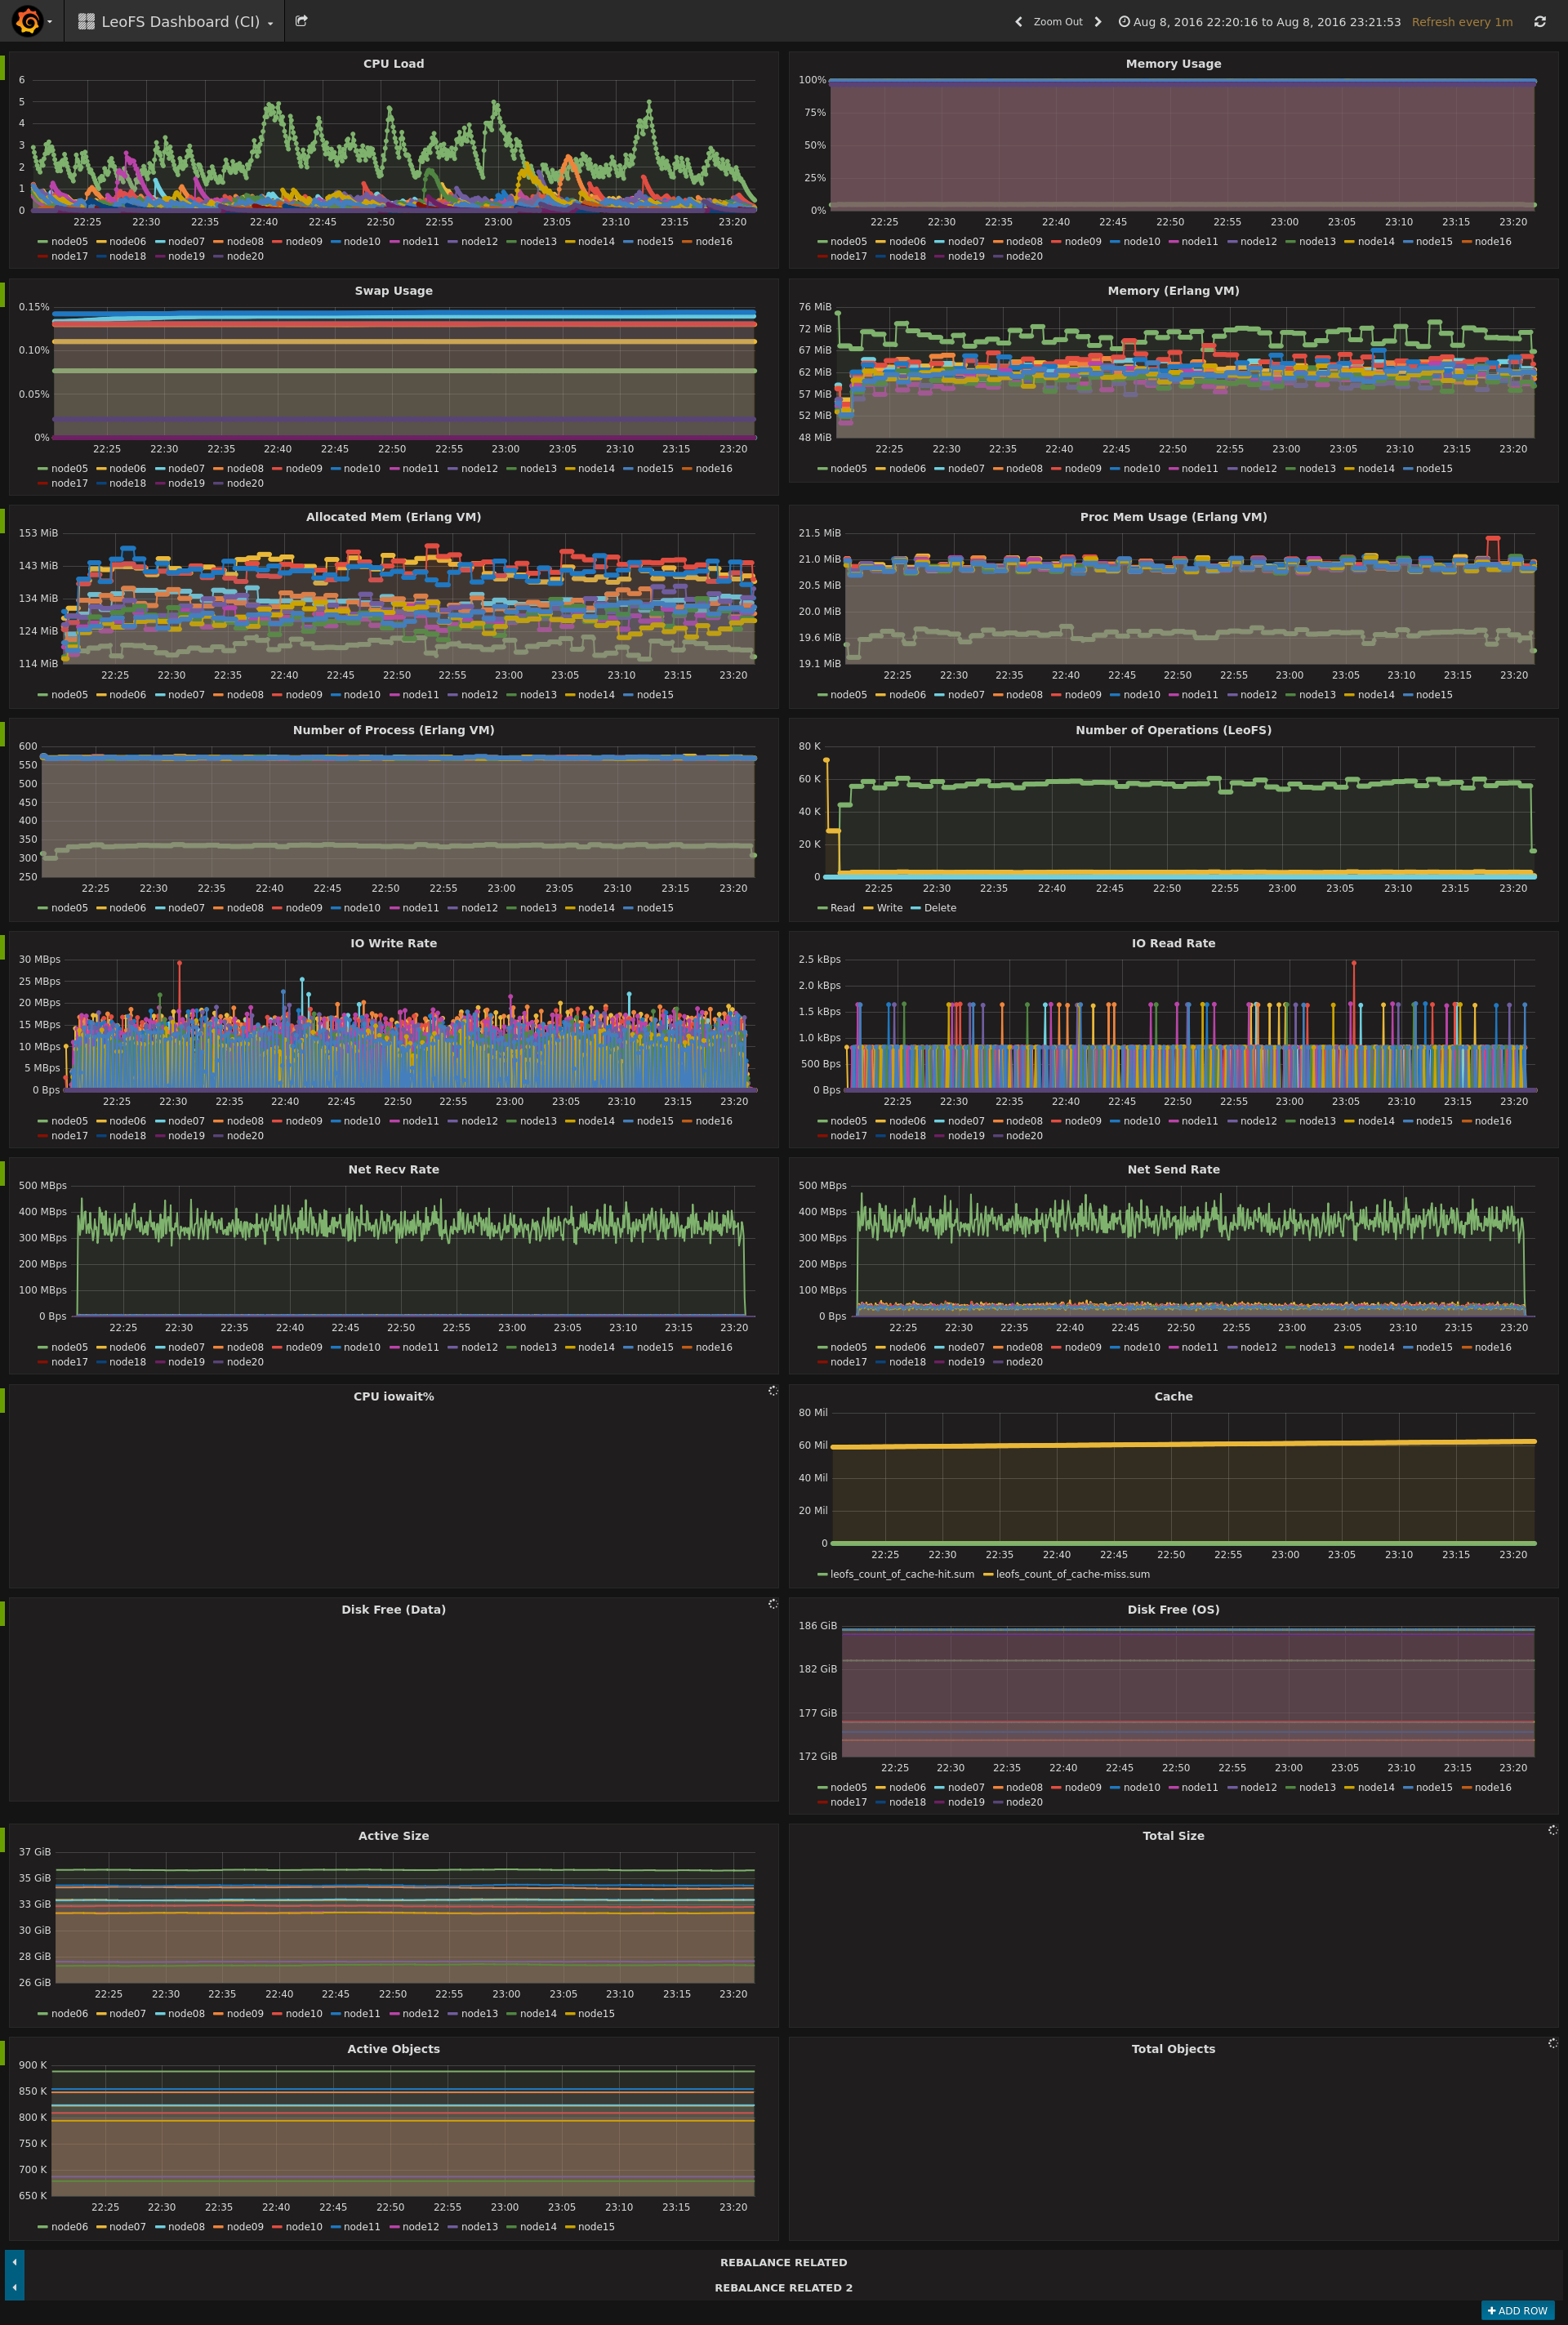 LeoFS Dashboard (CI)
Zoom Out
Aug 8, 2016 22:20:16 to Aug 8, 2016 23:21:53
Refresh every 1m
CPU Load
6
5
4
3
2
1
0
22:25 22:30 22:35 22:40 22:45 22:50 22:55 23:00 23:05 23:10 23:15 23:20
node05 node06 node07 node08 node09 node10 node11 node12 node13 node14 node15 node16
node17 node18 node19 node20
Memory Usage
100%
75%
50%
25%
0%
22:25 22:30 22:35 22:40 22:45 22:50 22:55 23:00 23:05 23:10 23:15 23:20
node05 node06 node07 node08 node09 node10 node11 node12 node13 node14 node15 node16
node17 node18 node19 node20
Swap Usage
0.15%
0.10%
0.05%
0%
22:25 22:30 22:35 22:40 22:45 22:50 22:55 23:00 23:05 23:10 23:15 23:20
node05 node06 node07 node08 node09 node10 node11 node12 node13 node14 node15 node16
node17 node18 node19 node20
Memory (Erlang VM)
76 MiB
72 MiB
67 MiB
62 MiB
57 MiB
52 MiB
48 MiB
22:25 22:30 22:35 22:40 22:45 22:50 22:55 23:00 23:05 23:10 23:15 23:20
node05 node06 node07 node08 node09 node10 node11 node12 node13 node14 node15
Allocated Mem (Erlang VM)
153 MiB
143 MiB
134 MiB
124 MiB
114 MiB
22:25 22:30 22:35 22:40 22:45 22:50 22:55 23:00 23:05 23:10 23:15 23:20
node05 node06 node07 node08 node09 node10 node11 node12 node13 node14 node15
Proc Mem Usage (Erlang VM)
21.5 MiB
21.0 MiB
20.5 MiB
20.0 MiB
19.6 MiB
19.1 MiB
22:25 22:30 22:35 22:40 22:45 22:50 22:55 23:00 23:05 23:10 23:15 23:20
node05 node06 node07 node08 node09 node10 node11 node12 node13 node14 node15
Number of Process (Erlang VM)
600
550
500
450
400
350
300
250
22:25 22:30 22:35 22:40 22:45 22:50 22:55 23:00 23:05 23:10 23:15 23:20
node05 node06 node07 node08 node09 node10 node11 node12 node13 node14 node15
Number of Operations (LeoFS)
80 K
60 K
40 K
20 K
0
22:25 22:30 22:35 22:40 22:45 22:50 22:55 23:00 23:05 23:10 23:15 23:20
Read Write Delete
IO Write Rate
30 MBps
25 MBps
20 MBps
15 MBps
10 MBps
5 MBps
0 Bps
22:25 22:30 22:35 22:40 22:45 22:50 22:55 23:00 23:05 23:10 23:15 23:20
node05 node06 node07 node08 node09 node10 node11 node12 node13 node14 node15 node16
node17 node18 node19 node20
IO Read Rate
2.5 kBps
2.0 kBps
1.5 kBps
1.0 kBps
500 Bps
0 Bps
22:25 22:30 22:35 22:40 22:45 22:50 22:55 23:00 23:05 23:10 23:15 23:20
node05 node06 node07 node08 node09 node10 node11 node12 node13 node14 node15 node16
node17 node18 node19 node20
Net Recv Rate
500 MBps
400 MBps
300 MBps
200 MBps
100 MBps
0 Bps
22:25 22:30 22:35 22:40 22:45 22:50 22:55 23:00 23:05 23:10 23:15 23:20
node05 node06 node07 node08 node09 node10 node11 node12 node13 node14 node15 node16
node17 node18 node19 node20
Net Send Rate
500 MBps
400 MBps
300 MBps
200 MBps
100 MBps
0 Bps
22:25 22:30 22:35 22:40 22:45 22:50 22:55 23:00 23:05 23:10 23:15 23:20
node05 node06 node07 node08 node09 node10 node11 node12 node13 node14 node15 node16
node17 node18 node19 node20
CPU iowait%
Cache
80 Mil
60 Mil
40 Mil
20 Mil
0
22:25 22:30 22:35 22:40 22:45 22:50 22:55 23:00 23:05 23:10 23:15 23:20
leofs_count_of_cache-hit.sum leofs_count_of_cache-miss.sum
Disk Free (Data)
Disk Free (OS)
186 GiB
182 GiB
177 GiB
172 GiB
22:25 22:30 22:35 22:40 22:45 22:50 22:55 23:00 23:05 23:10 23:15 23:20
node05 node06 node07 node08 node09 node10 node11 node12 node13 node14 node15 node16
node17 node18 node19 node20
Active Size
37 GiB
35 GiB
33 GiB
30 GiB
28 GiB
26 GiB
22:25 22:30 22:35 22:40 22:45 22:50 22:55 23:00 23:05 23:10 23:15 23:20
node06 node07 node08 node09 node10 node11 node12 node13 node14 node15
Total Size
Active Objects
900 K
850 K
800 K
750 K
700 K
650 K
22:25 22:30 22:35 22:40 22:45 22:50 22:55 23:00 23:05 23:10 23:15 23:20
node06 node07 node08 node09 node10 node11 node12 node13 node14 node15
Total Objects
REBALANCE RELATED
REBALANCE RELATED 2
ADD ROW